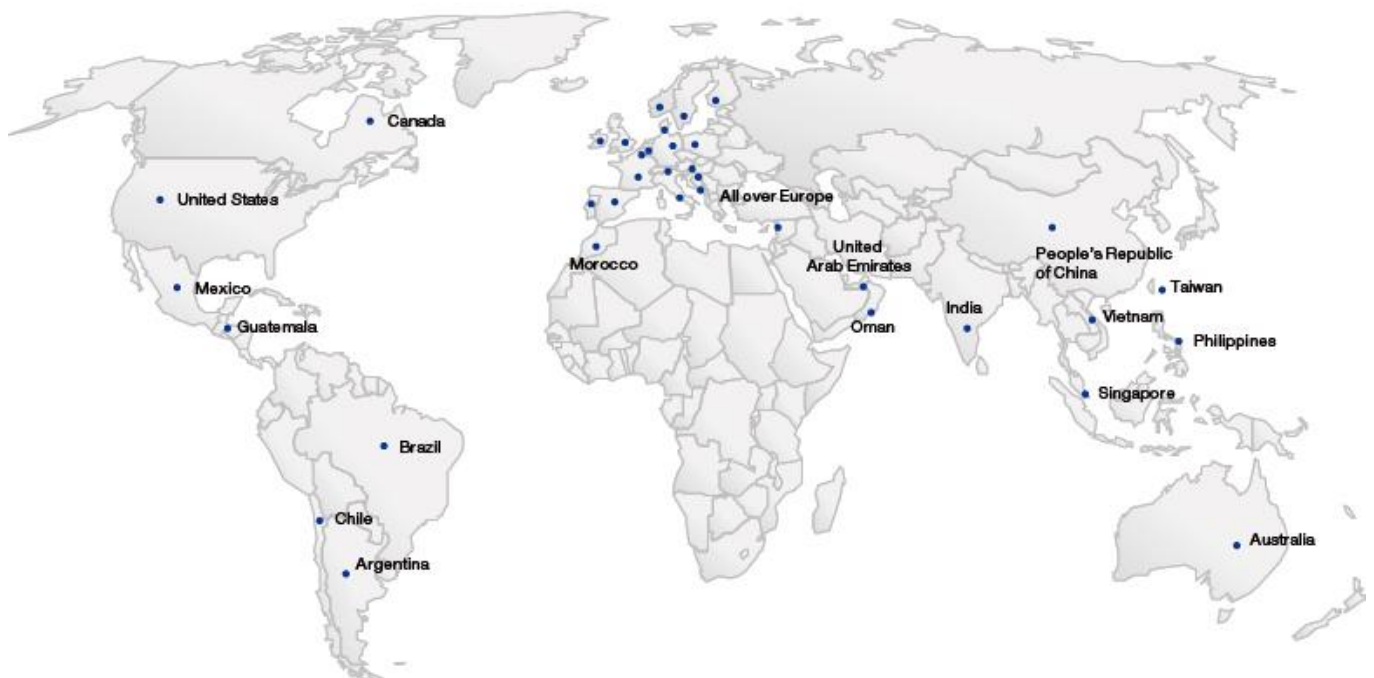 Canada
United States
All over Europe
Morocco
United
Arab Emirates
People's Republic
of China
Mexico
Taiwan
Guatemala
Oman
India
Vietnam
Philippines
Singapore
Brazil
Chile
Argentina
Australia